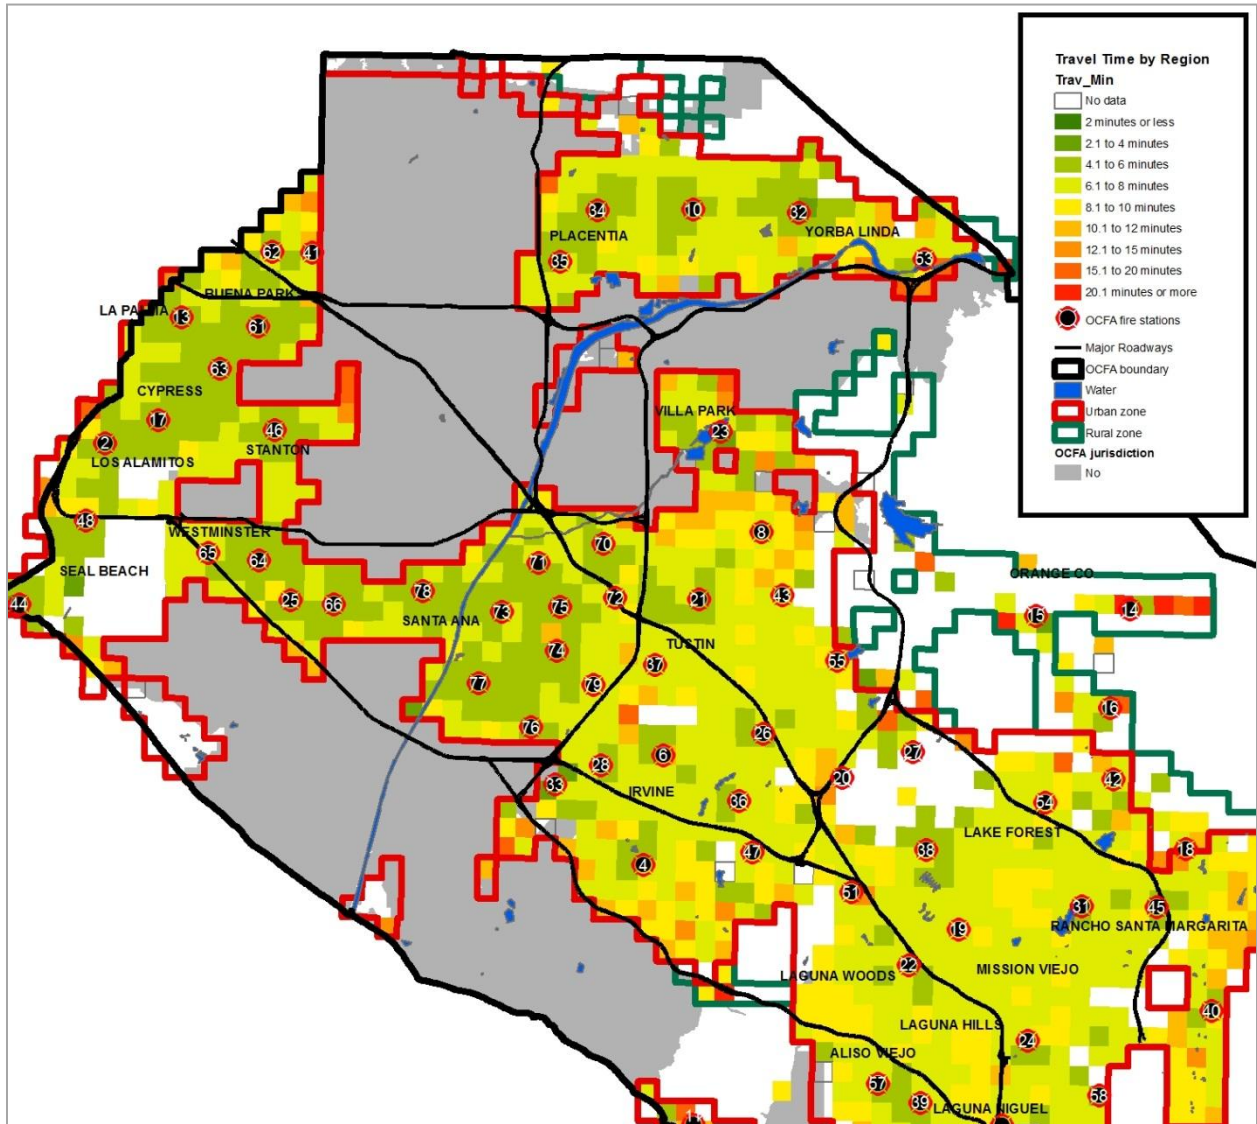 Travel Time by Region
Trav_Min
No data
2 minutes or less
2.1 to 4 minutes
4.1 to 6 minutes
6.1 to 8 minutes
8.1 to 10 minutes
10.1 to 12 minutes
12.1 to 15 minutes
15.1 to 20 minutes
20.1 minutes or more
OCFA fire stations
Major Roadways
OCFA boundary
Water
Urban zone
Rural zone
OCFA jurisdiction
No
34
10
32
PLACENTIA
YORBA LINDA
62
41
35
53
BUENA PARK
LA PALMA
13
61
63
CYPRESS
17
VILLA PARK
23
2
46
STANTON
LOS ALAMITOS
48
WESTMINSTER
8
65
64
70
71
SEAL BEACH
ORANGE CO
44
25
66
78
73
75
72
21
43
15
14
SANTA ANA
TUSTIN
74
37
55
77
79
16
76
26
27
6
28
33
IRVINE
36
20
42
54
LAKE FOREST
4
47
38
18
51
31
45
RANCHO SANTA MARGARITA
19
22
LAGUNA WOODS
MISSION VIEJO
40
LAGUNA HILLS
24
ALISO VIEJO
57
39
58
LAGUNA NIGUEL